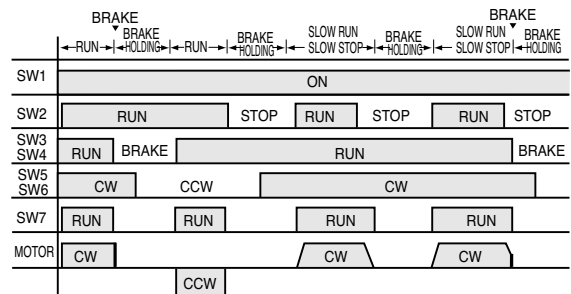 BRAKE BRAKE
RUN BRAKE HOLDING RUN BRAKE HOLDING SLOW RUN SLOW STOP BRAKE HOLDING SLOW RUN SLOW STOP BRAKE HOLDING
SW1 ON
SW2 RUN STOP RUN STOP RUN STOP
SW3 SW4 RUN BRAKE RUN BRAKE
SW5 SW6 CW CCW CW
SW7 RUN RUN RUN RUN
MOTOR CW CW CW
CCW